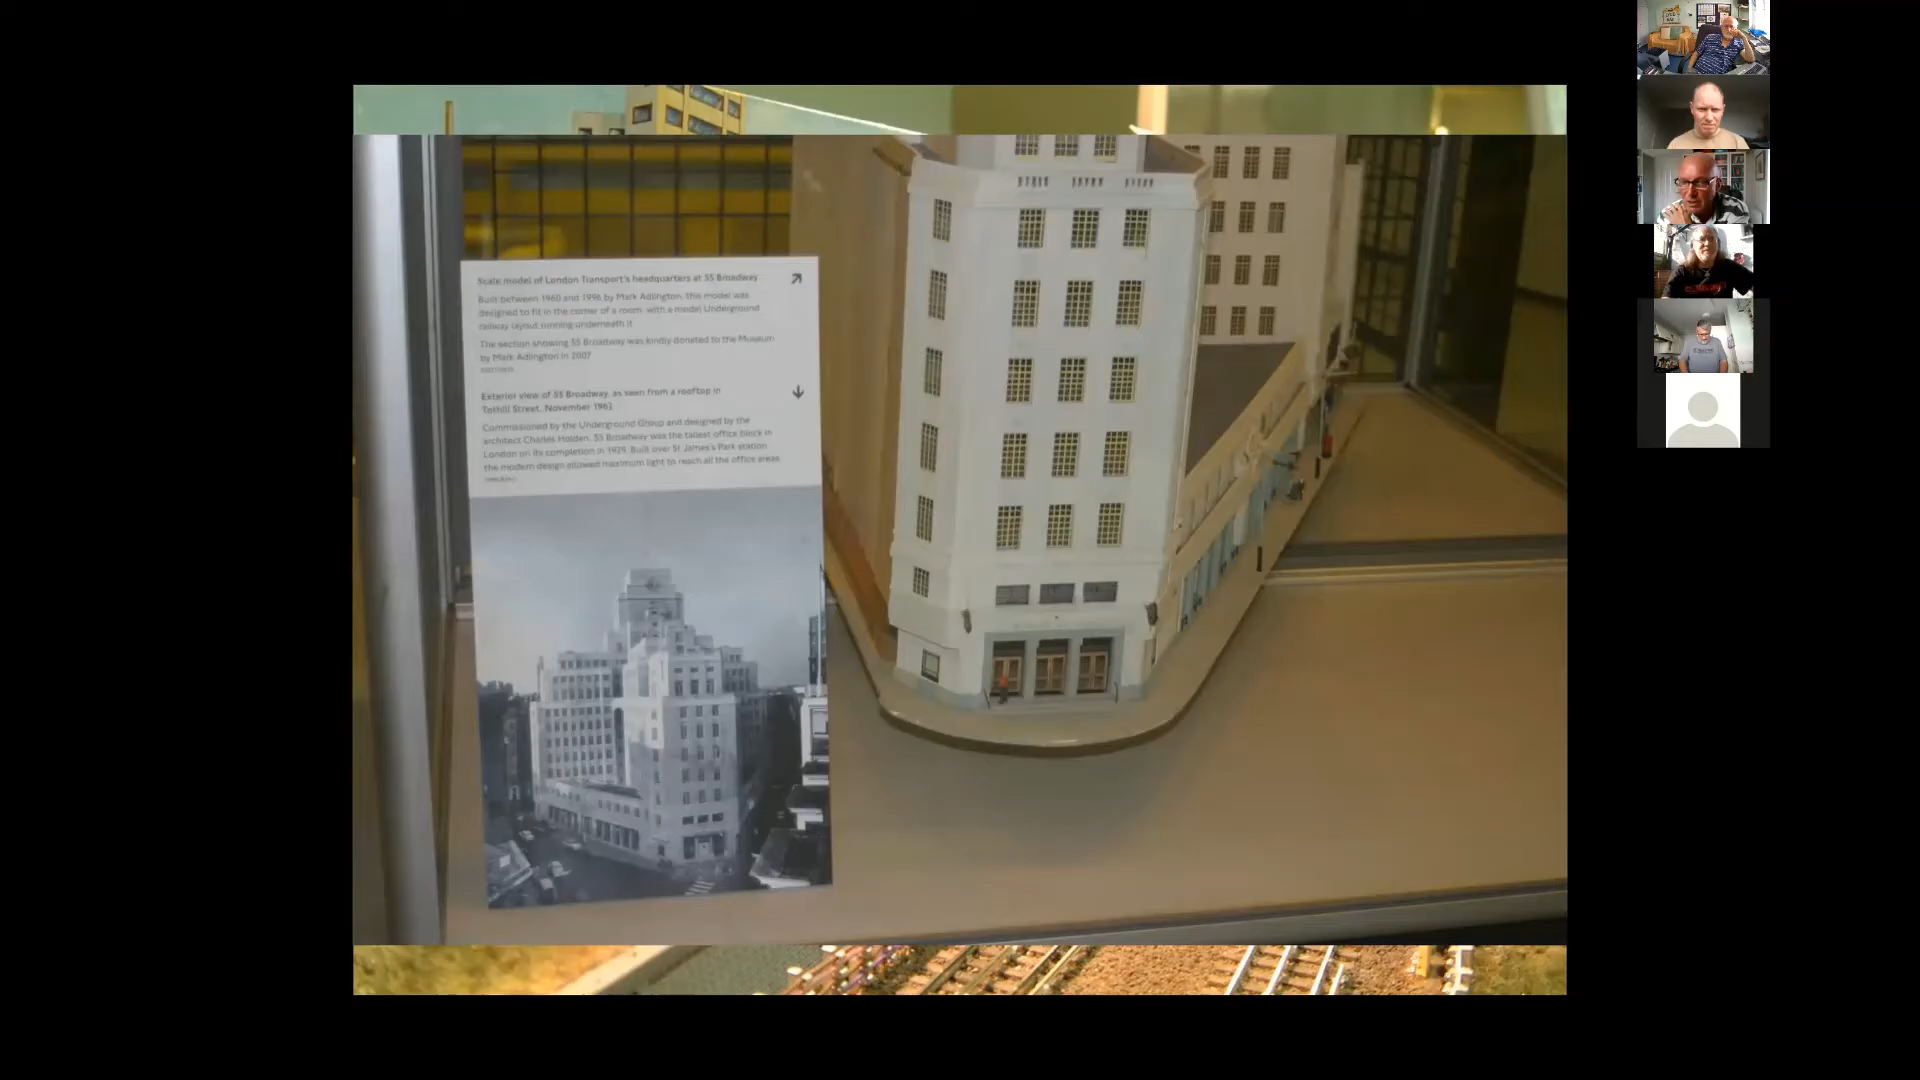 Scale model of London Transport's headquarters at 55 Broadway
Built between 1960 and 1996 by Mark Adlington, this model was
designed to fit in the corner of a room, with a model Underground
railway layout running underneath it
The section showing 55 Broadway was kindly donated to the Museum
by Mark Adlington in 2007
Exterior view of 55 Broadway, as seen from a rooftop in
Tothill Street, November 1963
Commissioned by the Underground Group and designed by the
architect Charles Holden, 55 Broadway was the tallest office block in
London on its completion in 1929. Built over St James's Park station
the modern design allowed maximum light to reach all the office areas